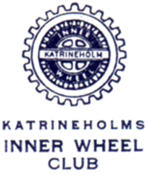 INNER
KATRINEHOLM
WHEEL
KATRINEHOLMS
INNER WHEEL
CLUB